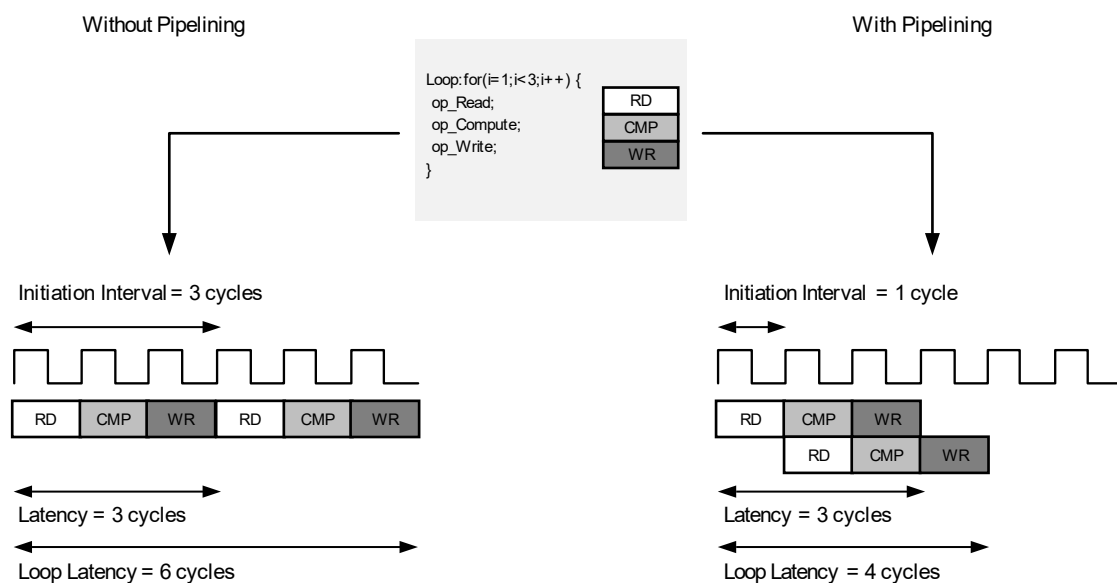 Without Pipelining
With Pipelining
Loop:for(i=1;i<3;i++) {
op_Read;
op_Compute;
op_Write;
}
RD
CMP
WR
Initiation Interval = 3 cycles
RD CMP WR RD CMP WR
Latency = 3 cycles
Loop Latency = 6 cycles
Initiation Interval = 1 cycle
RD CMP WR
RD CMP WR
Latency = 3 cycles
Loop Latency = 4 cycles